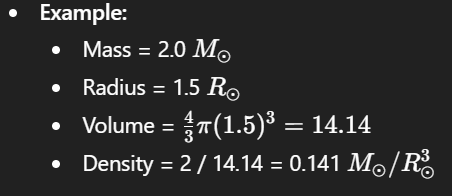 • Example:
• Mass = 2.0 M☉
• Radius = 1.5 R☉
• Volume = 4/3 π(1.5)³ = 14.14
• Density = 2 / 14.14 = 0.141 M☉/R☉³